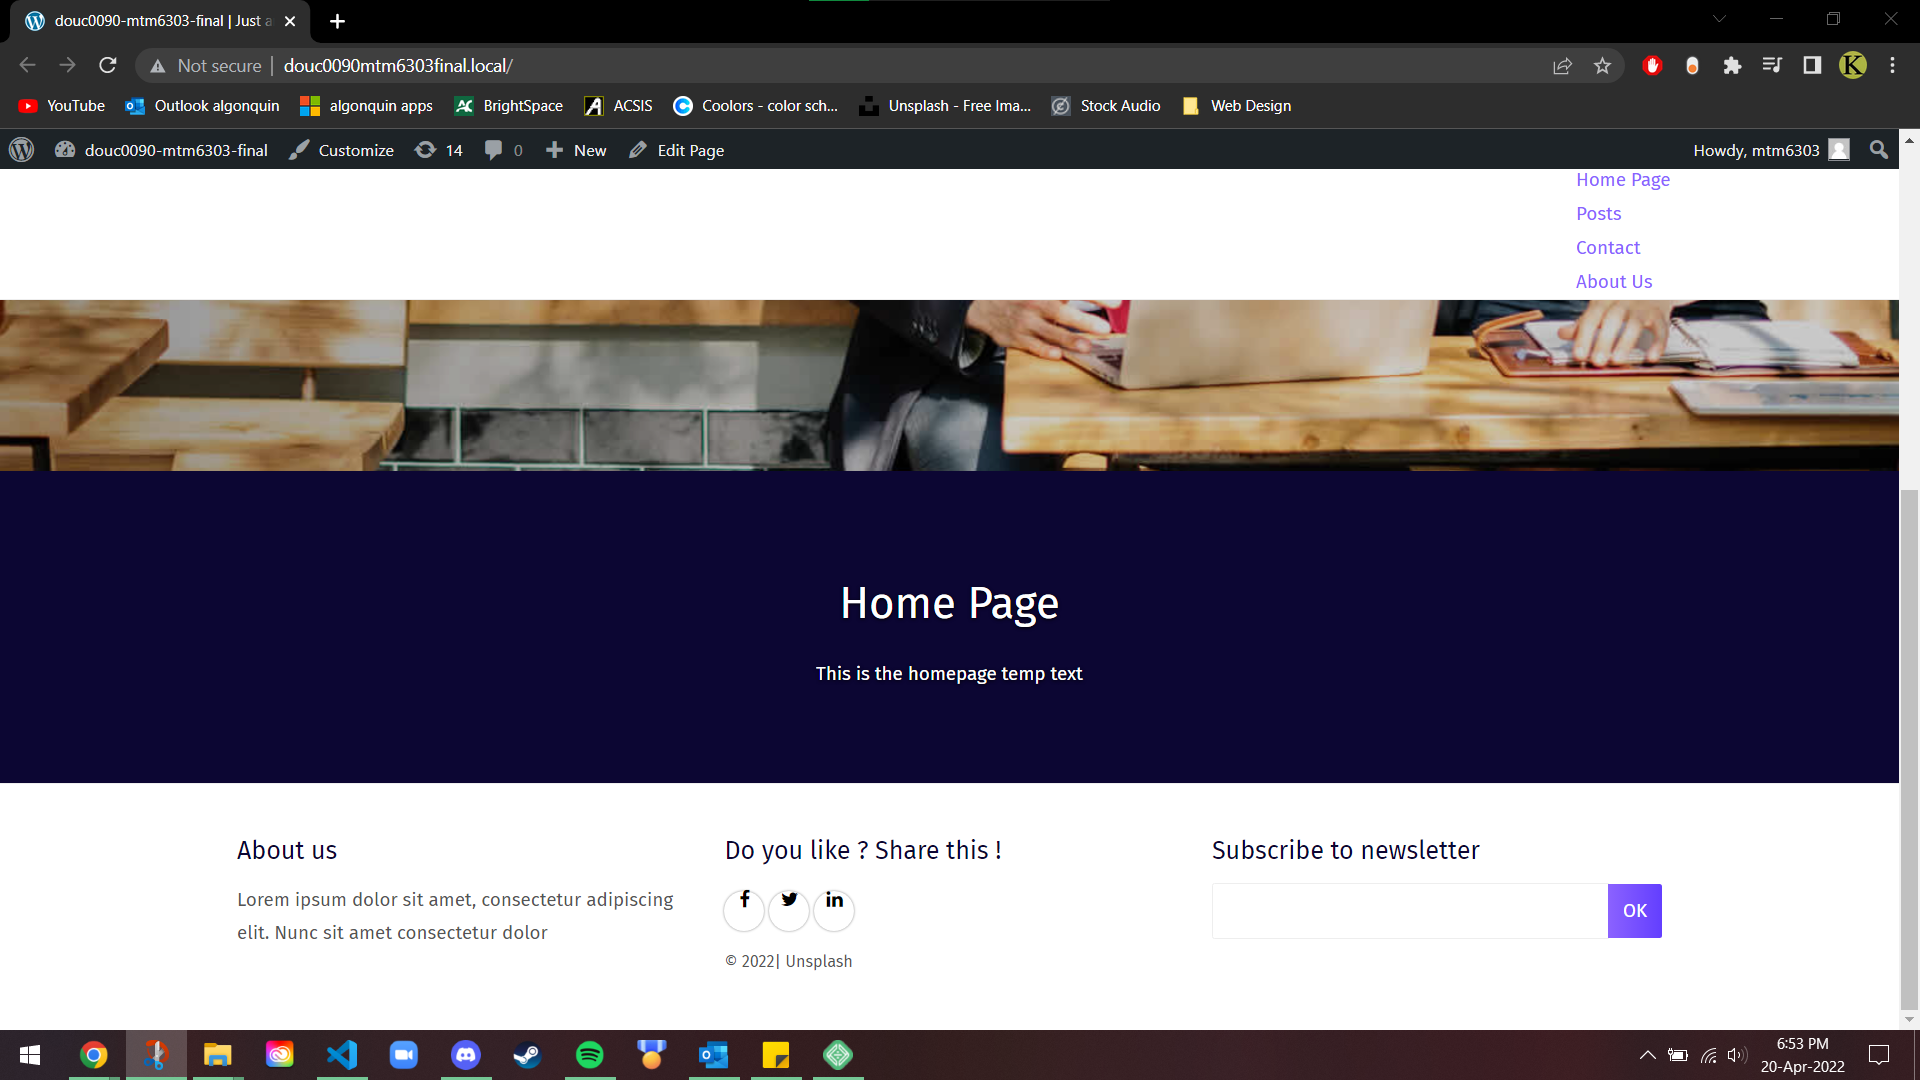 douc0090-mtm6303-final | Just a
Not secure | douc0090mtm6303final.local/
YouTube Outlook algonquin algonquin apps BrightSpace ACSIS Coolors - color sch... Unsplash - Free Ima... Stock Audio Web Design
douc0090-mtm6303-final Customize 14 0 New Edit Page Howdy, mtm6303
Home Page
Posts
Contact
About Us
Home Page
This is the homepage temp text
About us
Lorem ipsum dolor sit amet, consectetur adipiscing
elit. Nunc sit amet consectetur dolor
Do you like ? Share this !
© 2022| Unsplash
Subscribe to newsletter
OK
6:53 PM
20-Apr-2022